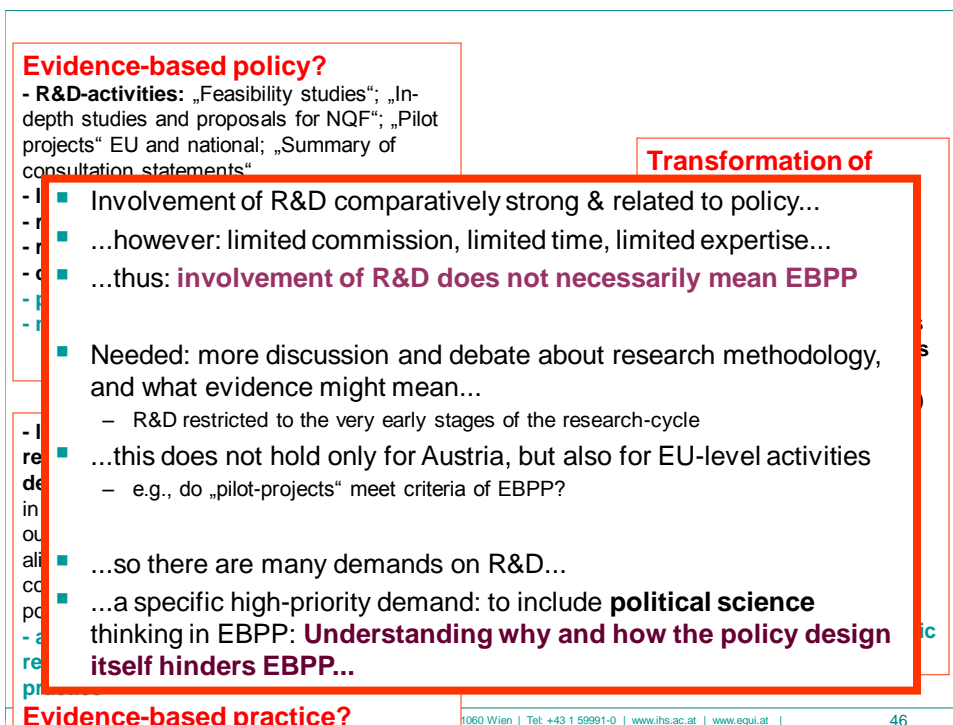 Evidence-based policy?
- R&D-activities: „Feasibility studies“; „In-
depth studies and proposals for NQF“; „Pilot
projects“ EU and national; „Summary of
consultation statements“
Transformation of
▪ Involvement of R&D comparatively strong & related to policy...
▪ ...however: limited commission, limited time, limited expertise...
▪ ...thus: involvement of R&D does not necessarily mean EBPP
▪ Needed: more discussion and debate about research methodology,
and what evidence might mean...
– R&D restricted to the very early stages of the research-cycle
▪ ...this does not hold only for Austria, but also for EU-level activities
– e.g., do „pilot-projects“ meet criteria of EBPP?
▪ ...so there are many demands on R&D...
▪ ...a specific high-priority demand: to include political science
thinking in EBPP: Understanding why and how the policy design
itself hinders EBPP...
Evidence-based practice?
1060 Wien | Tel: +43 1 59991-0 | www.ihs.ac.at | www.equi.at |
46